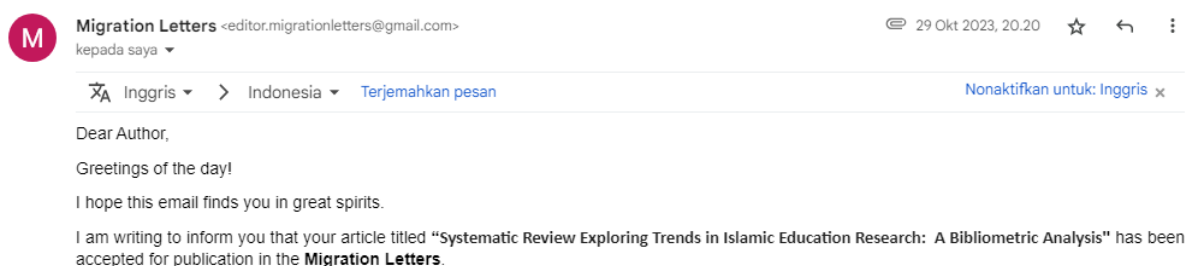 M
Migration Letters <editor.migrationletters@gmail.com>
29 Okt 2023, 20.20
kepada saya
Inggris > Indonesia Terjemahkan pesan
Nonaktifkan untuk: Inggris x
Dear Author,
Greetings of the day!
I hope this email finds you in great spirits.
I am writing to inform you that your article titled “Systematic Review Exploring Trends in Islamic Education Research: A Bibliometric Analysis" has been
accepted for publication in the Migration Letters.